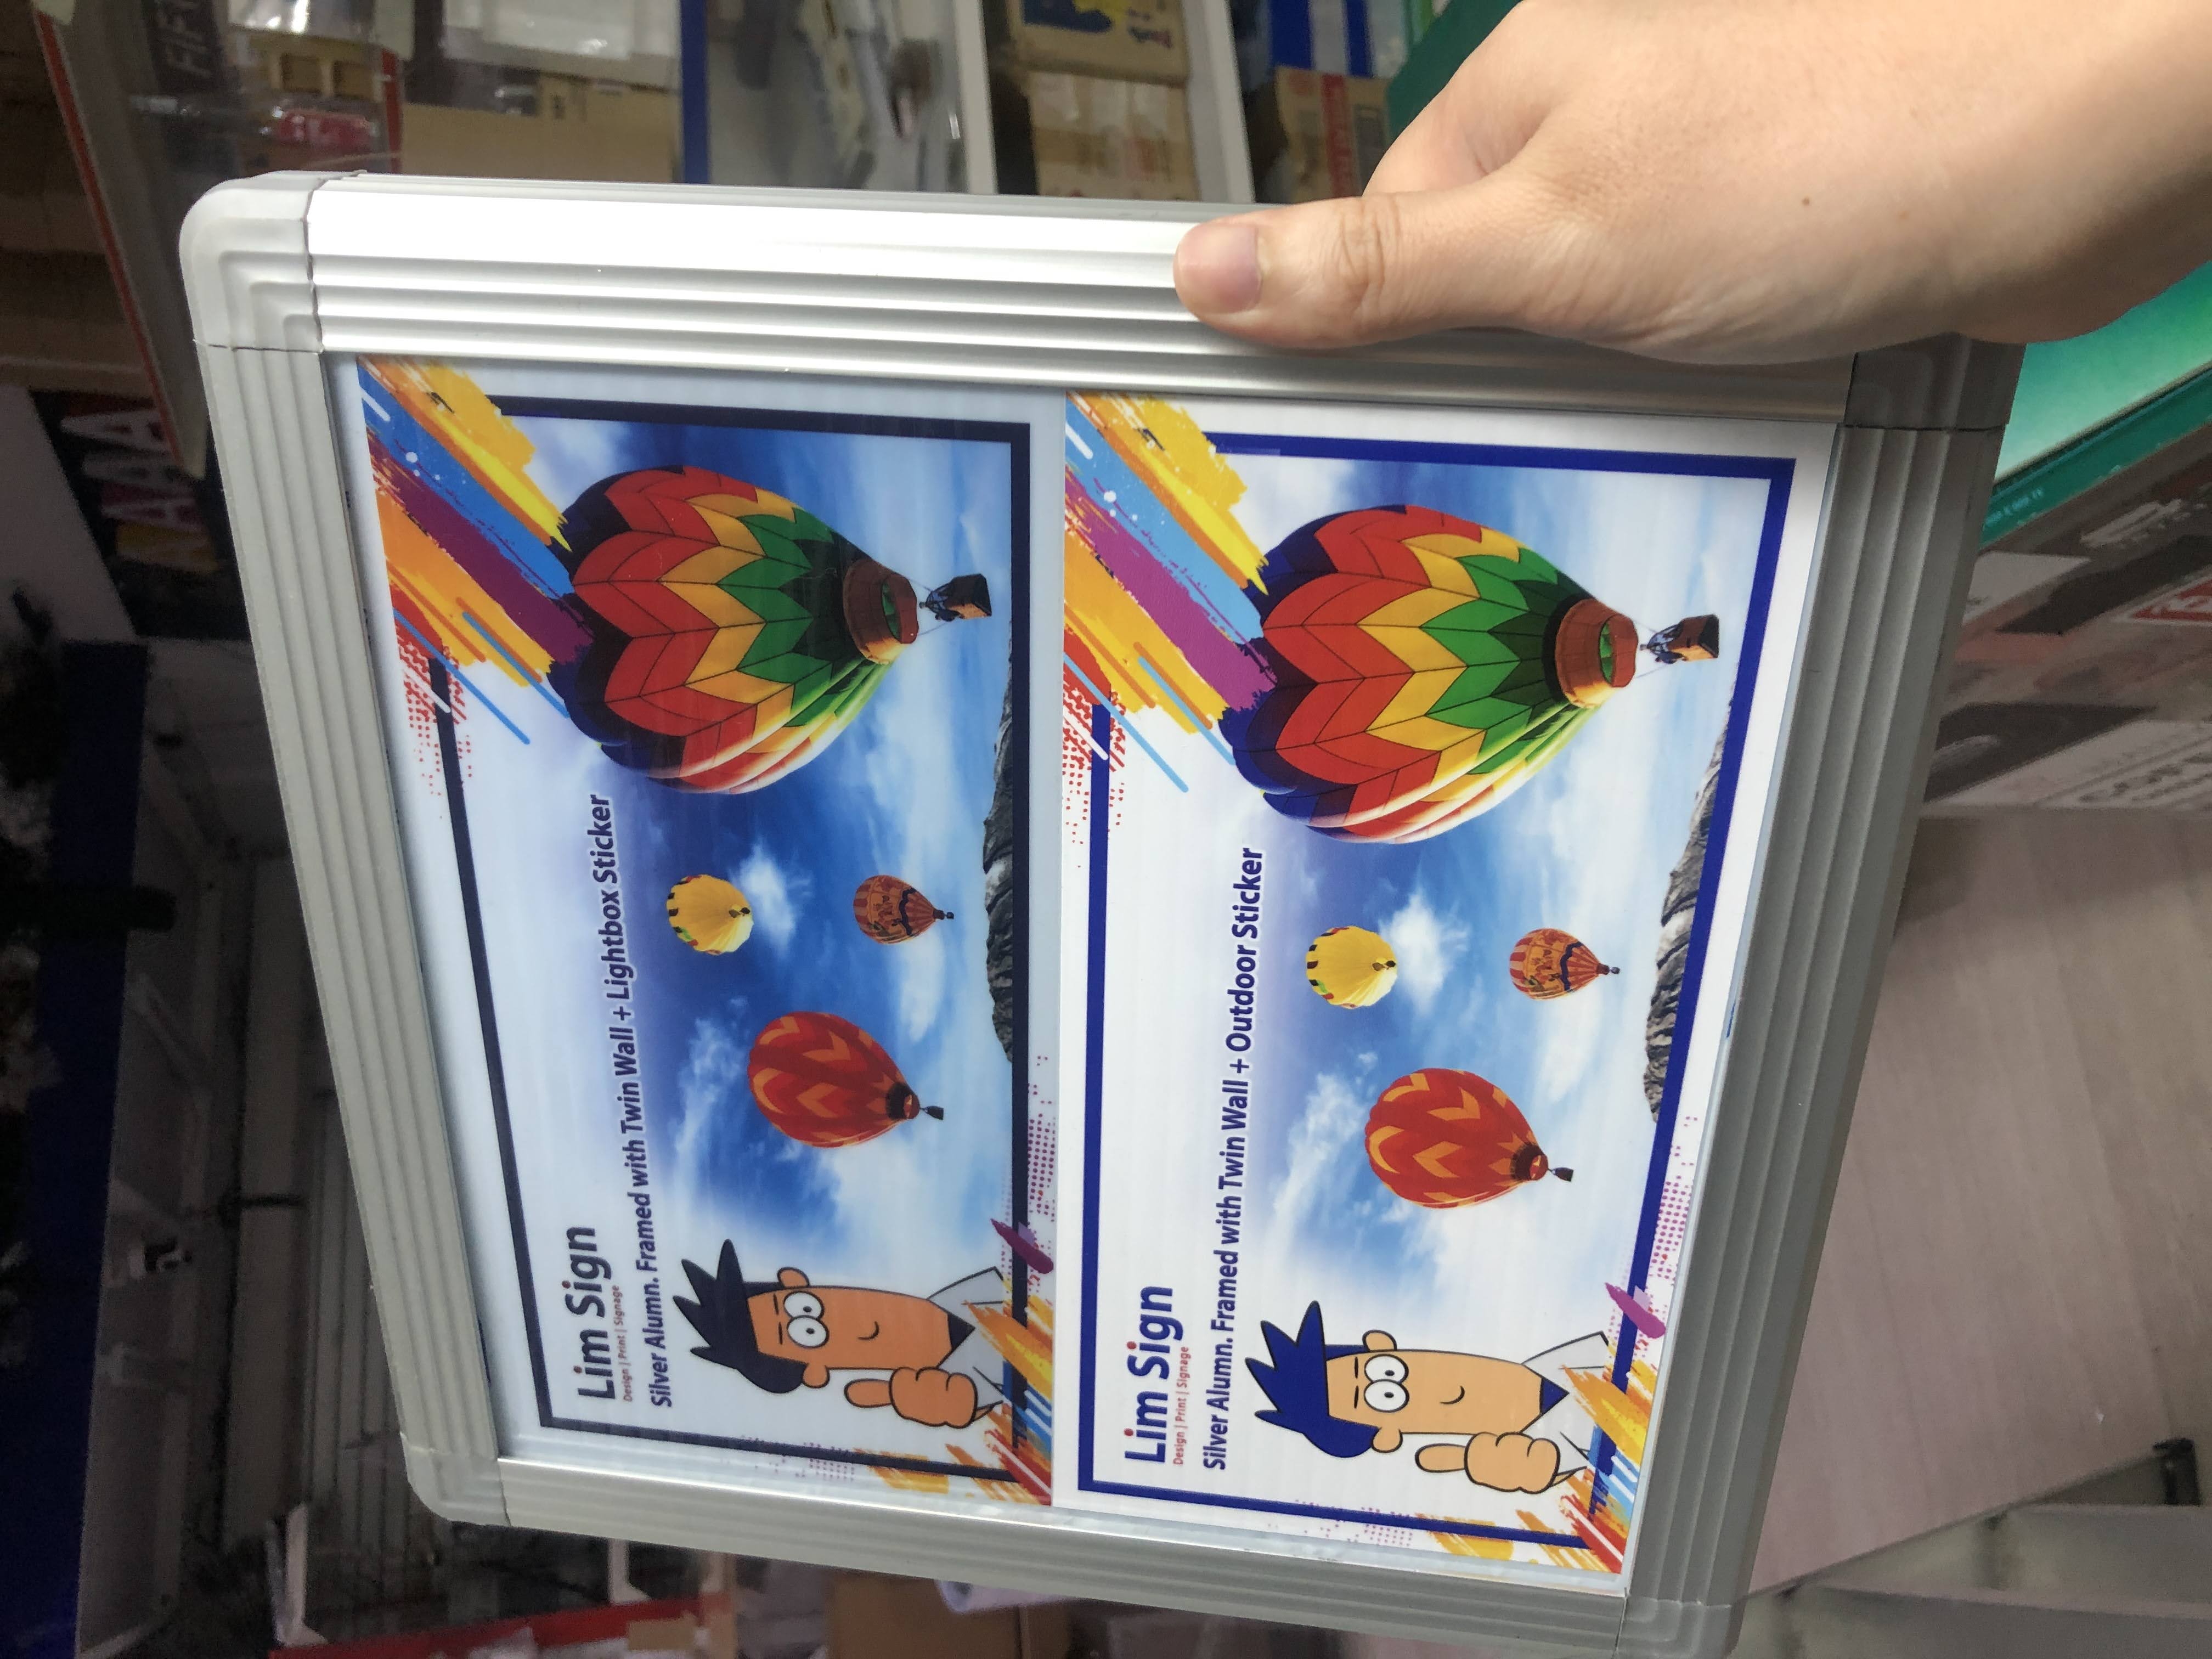 Lim Sign
Design | Print | Signage
Silver Alumn. Framed with Twin Wall + Lightbox Sticker
Lim Sign
Design | Print | Signage
Silver Alumn. Framed with Twin Wall + Outdoor Sticker